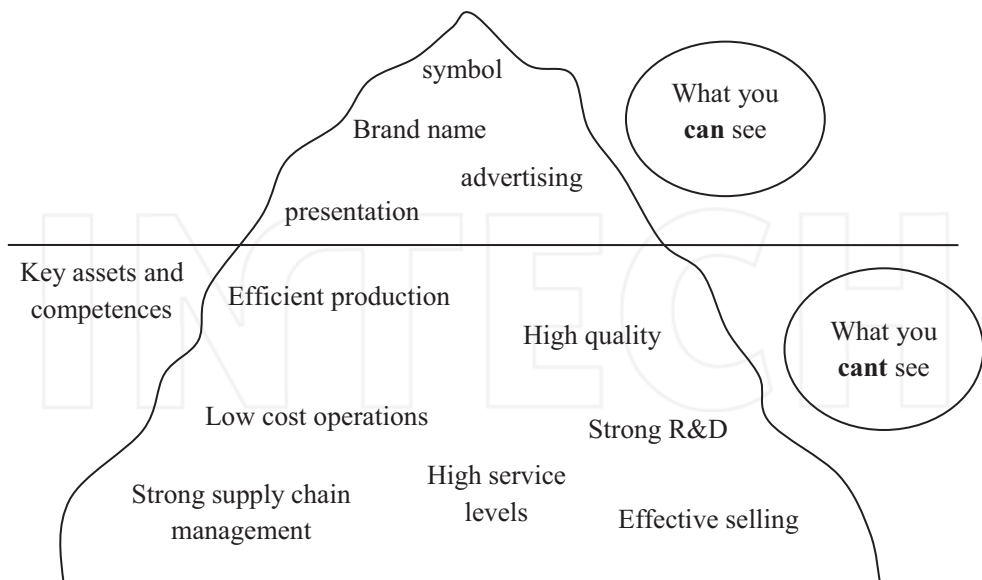 symbol
Brand name
advertising
presentation
What you
can see
INTECH
Key assets and
competences
Efficient production
High quality
What you
cant see
Low cost operations
Strong R&D
Strong supply chain
management
High service
levels
Effective selling